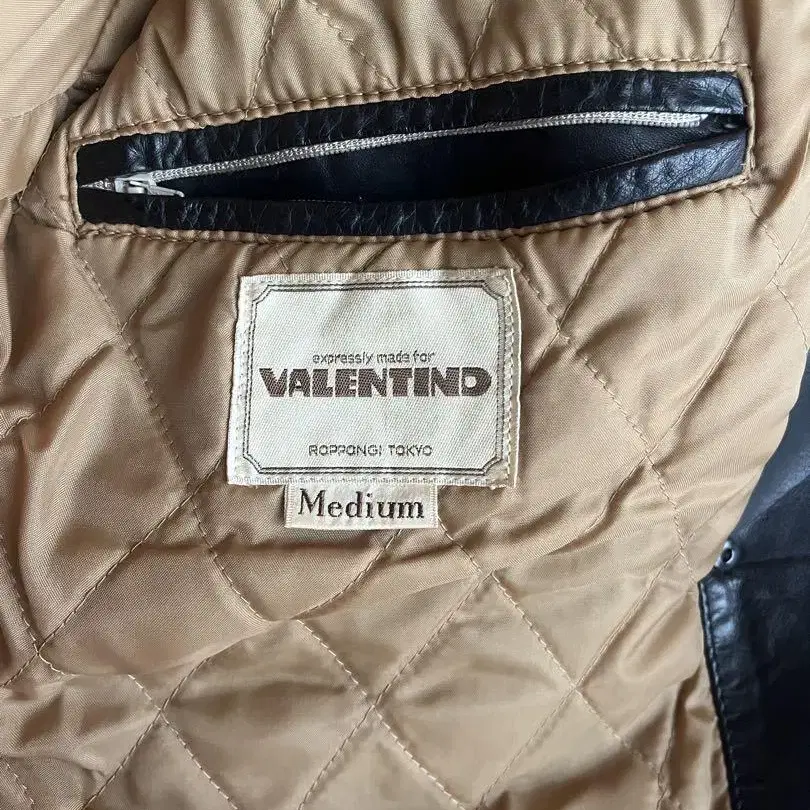 expressly made for
VALENTINO
ROPPONGI TOKYO
Medium